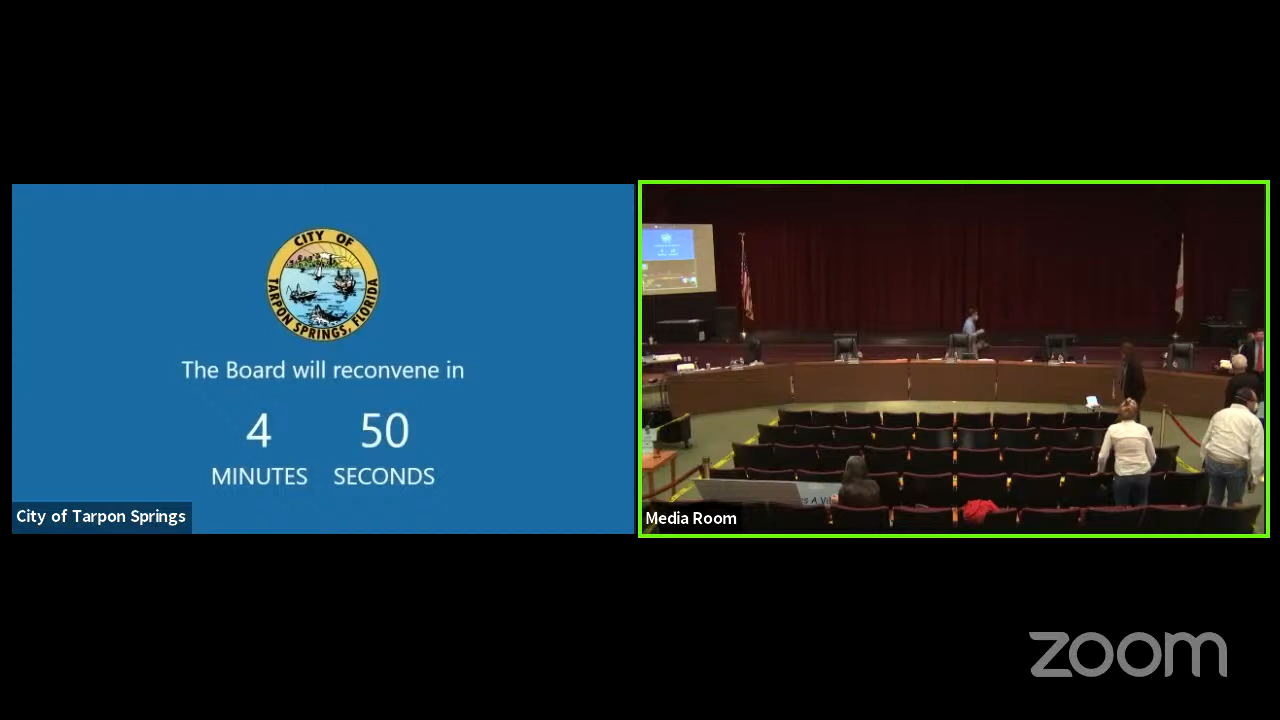 CITY OF
TARPON SPRINGS, FLORIDA
The Board will reconvene in
4 50
MINUTES SECONDS
City of Tarpon Springs
Media Room
zoom